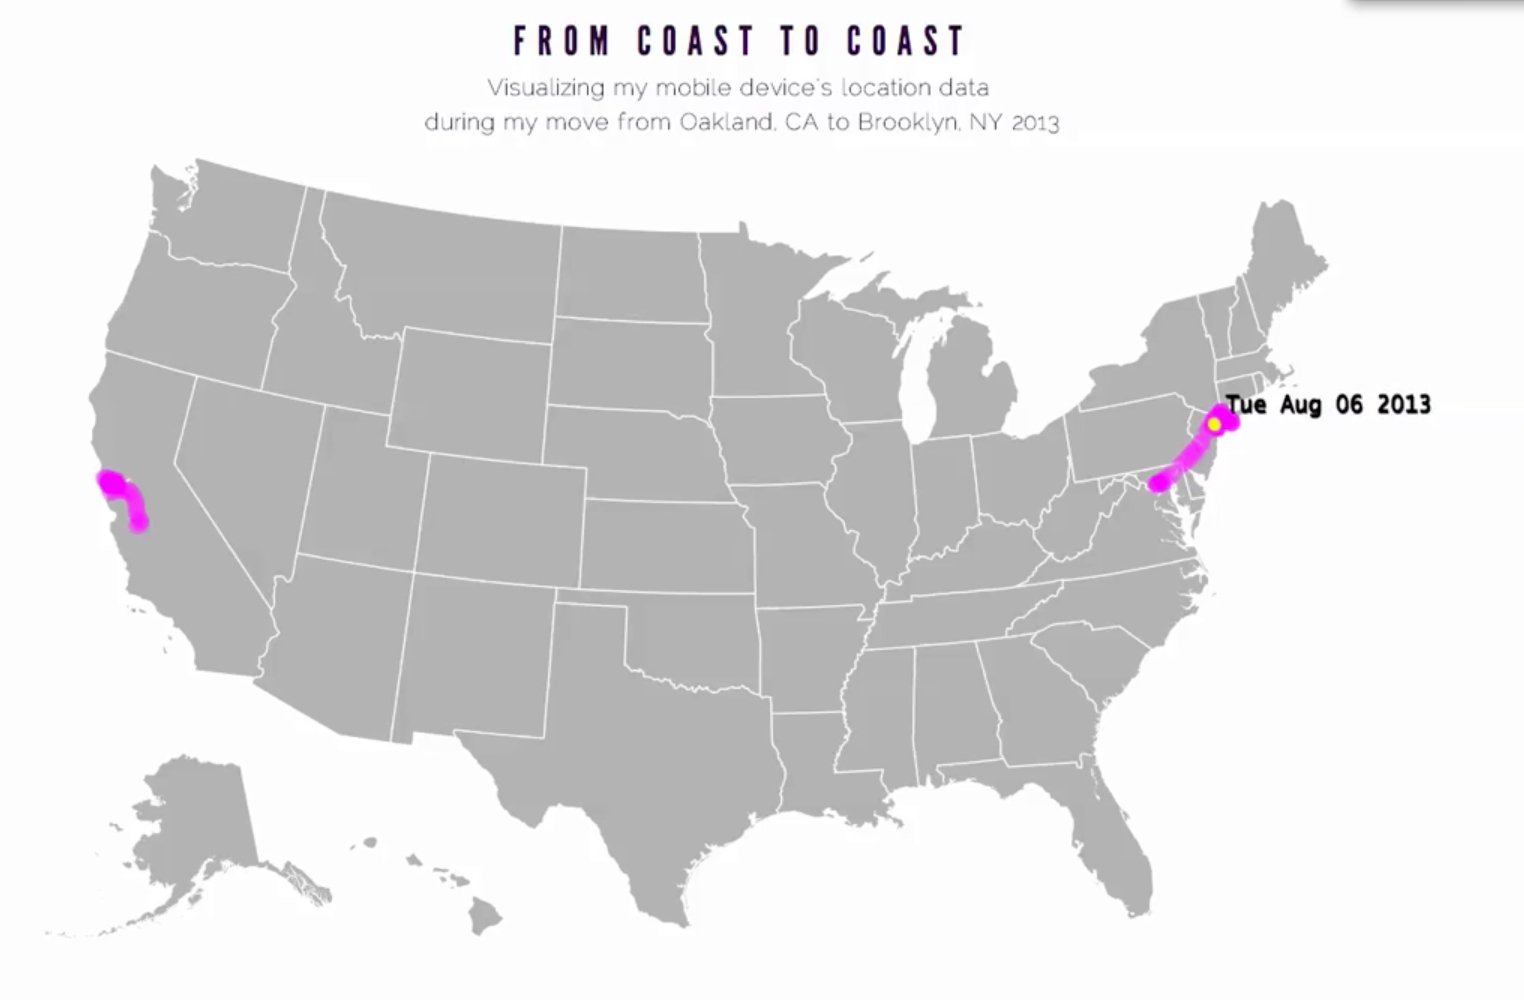 FROM COAST TO COAST
Visualizing my mobile device's location data
during my move from Oakland, CA to Brooklyn, NY 2013
Tue Aug 06 2013